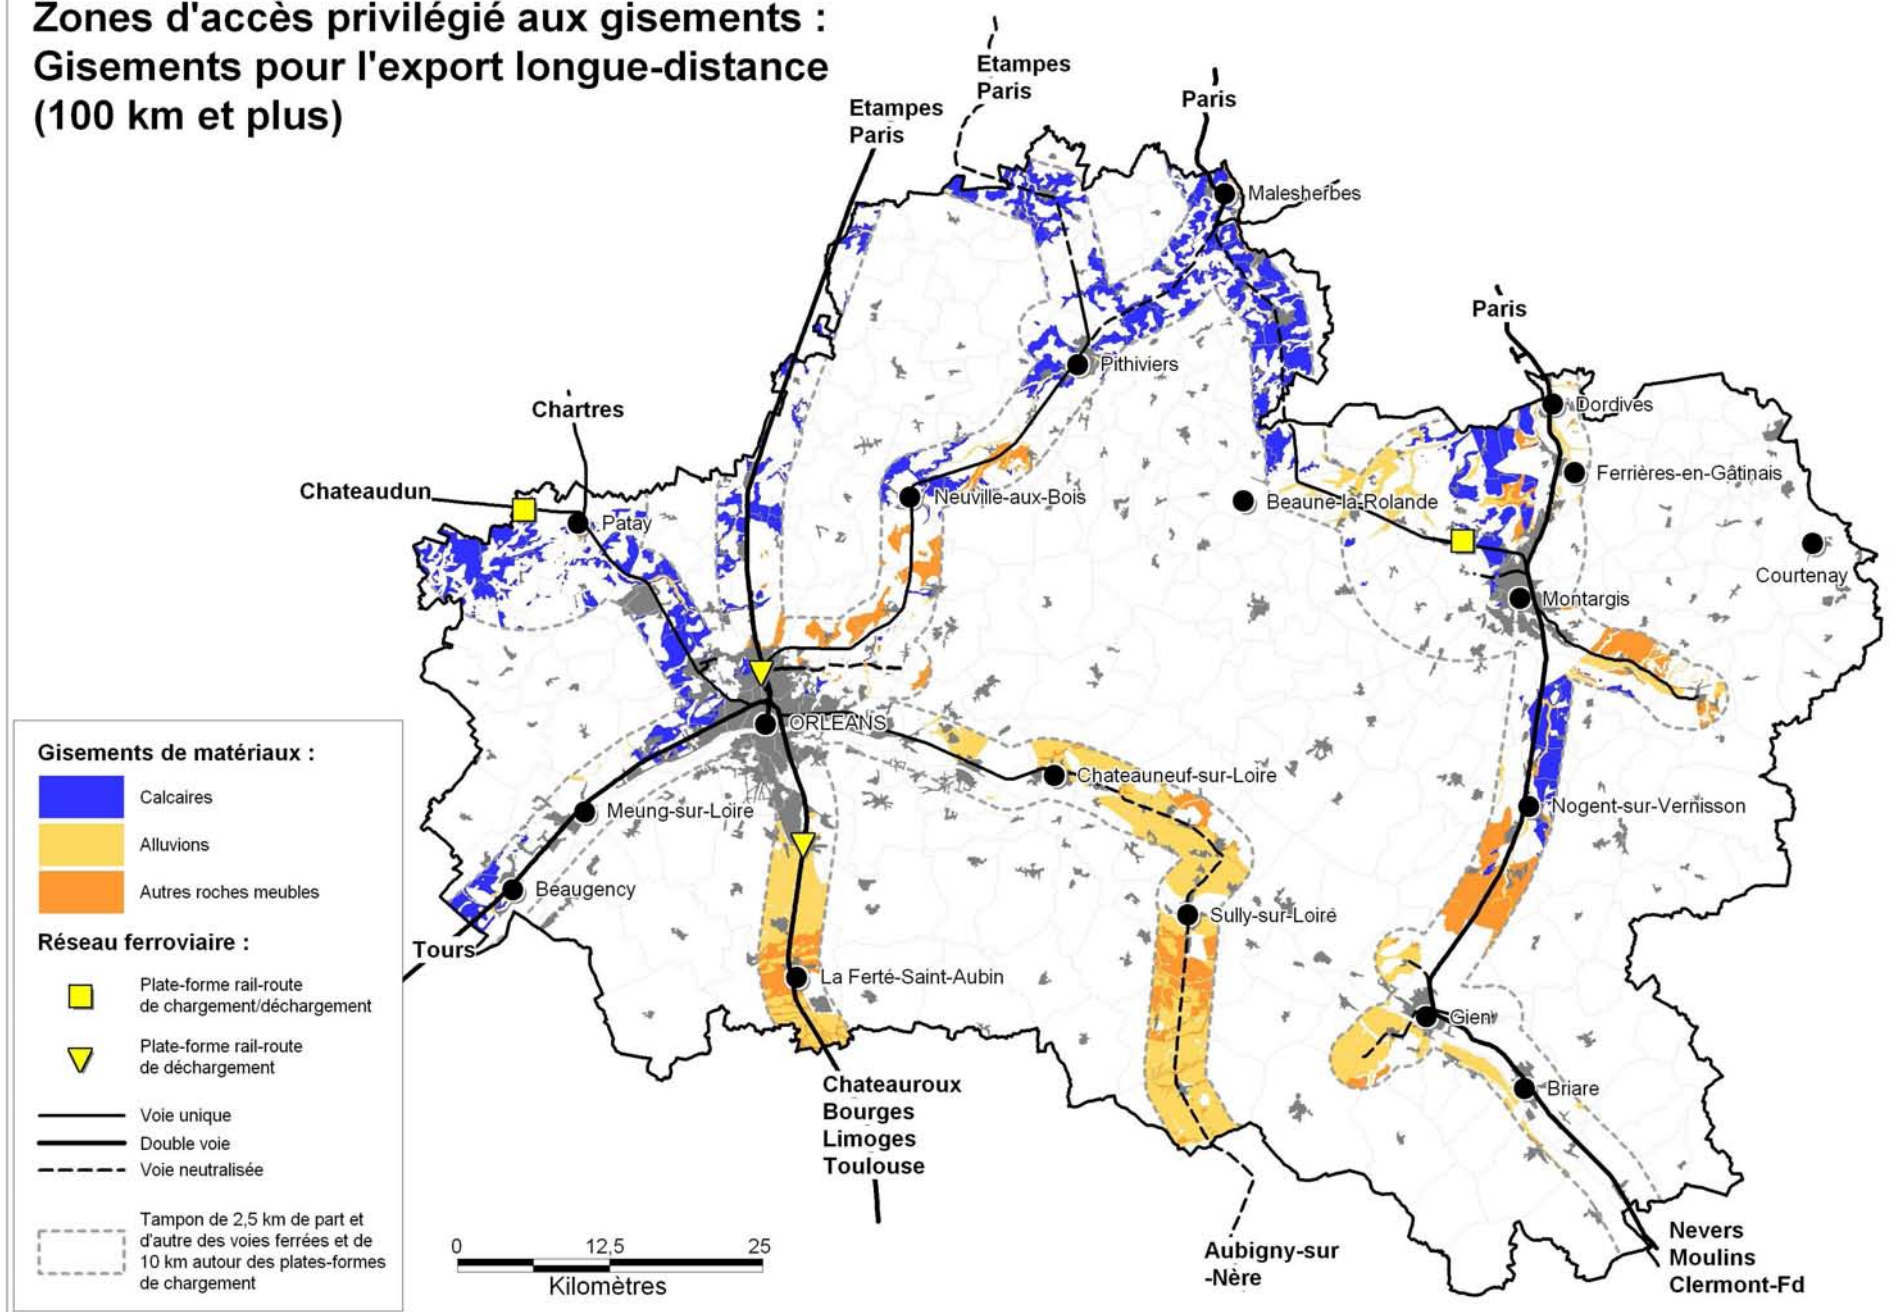 Zones d'accès privilégié aux gisements :
Gisements pour l'export longue-distance
(100 km et plus)
Etampes
Paris
Etampes
Paris
Paris
Malesherbes
Paris
Pithiviers
Dordives
Chartres
Ferrières-en-Gâtinais
Chateaudun
Neuville-aux-Bois
Beaune-la-Rolande
Patay
Courtenay
Montargis
ORLEANS
Chateauneuf-sur-Loire
Meung-sur-Loire
Nogent-sur-Vernisson
Beaugency
Sully-sur-Loire
Tours
La Ferté-Saint-Aubin
Gien
Briare
Chateauroux
Bourges
Limoges
Toulouse
Aubigny-sur
-Nère
Nevers
Moulins
Clermont-Fd
Gisements de matériaux :
Calcaires
Alluvions
Autres roches meubles
Réseau ferroviaire :
Plate-forme rail-route
de chargement/déchargement
Plate-forme rail-route
de déchargement
Voie unique
Double voie
Voie neutralisée
Tampon de 2,5 km de part et
d'autre des voies ferrées et de
10 km autour des plates-formes
de chargement
0 12,5 25
Kilomètres